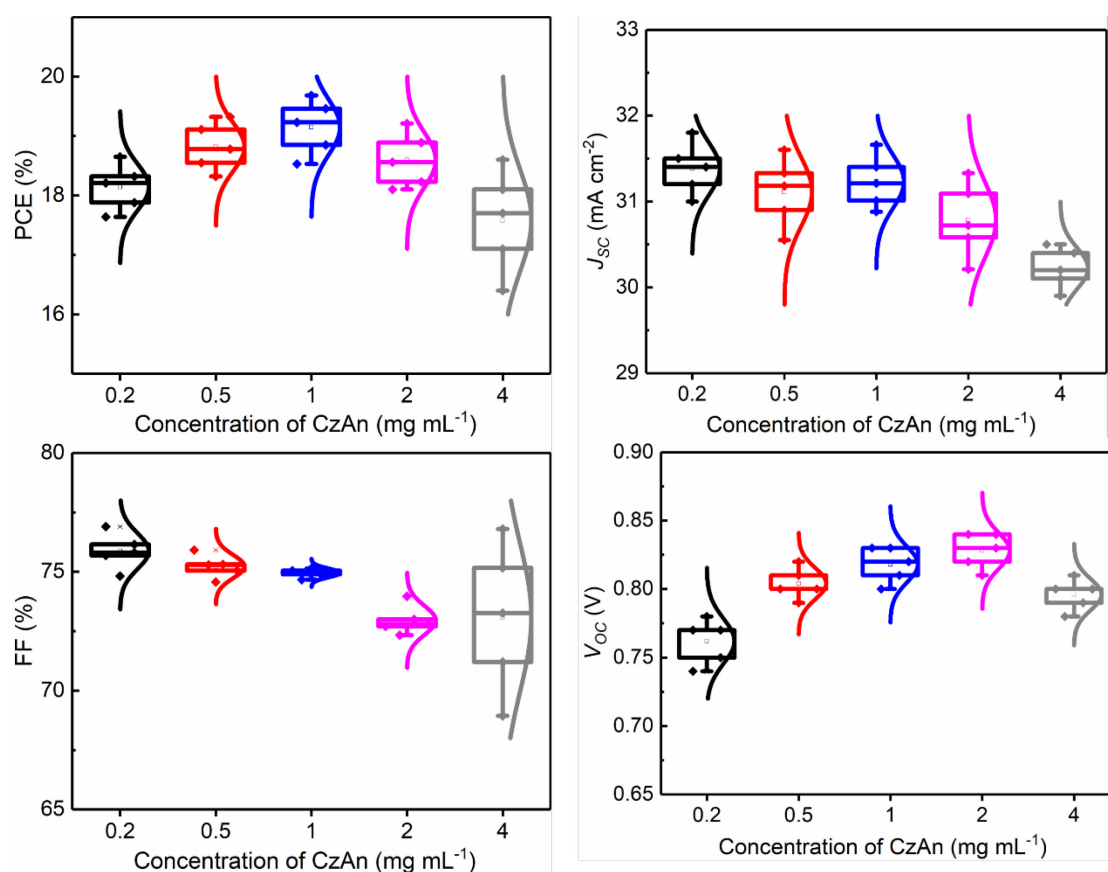 PCE (%)
20
18
16
0.2 0.5 1 2 4
Concentration of CzAn (mg mL⁻¹)
J_SC (mA cm⁻²)
33
32
31
30
29
0.2 0.5 1 2 4
Concentration of CzAn (mg mL⁻¹)
FF (%)
80
75
70
65
0.2 0.5 1 2 4
Concentration of CzAn (mg mL⁻¹)
V_OC (V)
0.90
0.85
0.80
0.75
0.70
0.65
0.2 0.5 1 2 4
Concentration of CzAn (mg mL⁻¹)